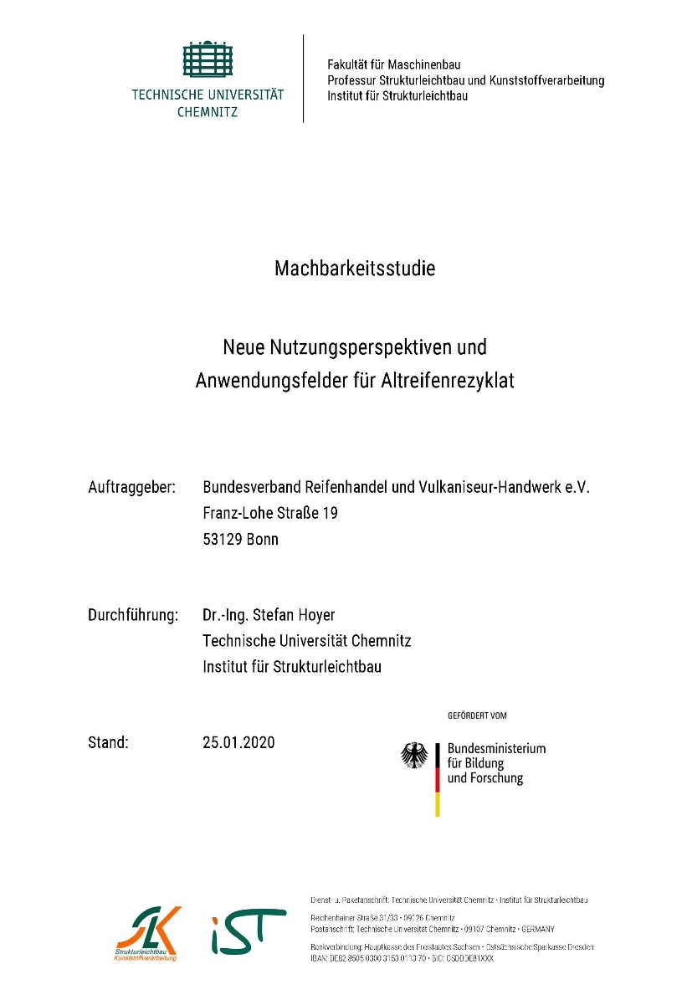 TECHNISCHE UNIVERSITÄT
CHEMNITZ
Fakultät für Maschinenbau
Professur Strukturleichtbau und Kunststoffverarbeitung
Institut für Strukturleichtbau
Machbarkeitsstudie
Neue Nutzungsperspektiven und
Anwendungsfelder für Altreifenrezyklat
Auftraggeber: Bundesverband Reifenhandel und Vulkaniseur-Handwerk e.V.
Franz-Lohe Straße 19
53129 Bonn
Durchführung: Dr.-Ing. Stefan Hoyer
Technische Universität Chemnitz
Institut für Strukturleichtbau
Stand: 25.01.2020
GEFÖRDERT VOM
Bundesministerium
für Bildung
und Forschung
SLK
Strukturleichtbau
Kunststoffverarbeitung
iST
Dienst- u. Paketanschrift: Technische Universität Chemnitz • Institut für Strukturleichtbau
Reichenhainer Straße 31/33 • 09126 Chemnitz
Postanschrift: Technische Universität Chemnitz • 09107 Chemnitz • GERMANY
Bankverbindung: Hauptkasse des Freistaates Sachsen • Ostsächsische Sparkasse Dresden
IBAN: DE82 8505 0300 3153 0113 70 • BIC: OSDDDE81XXX